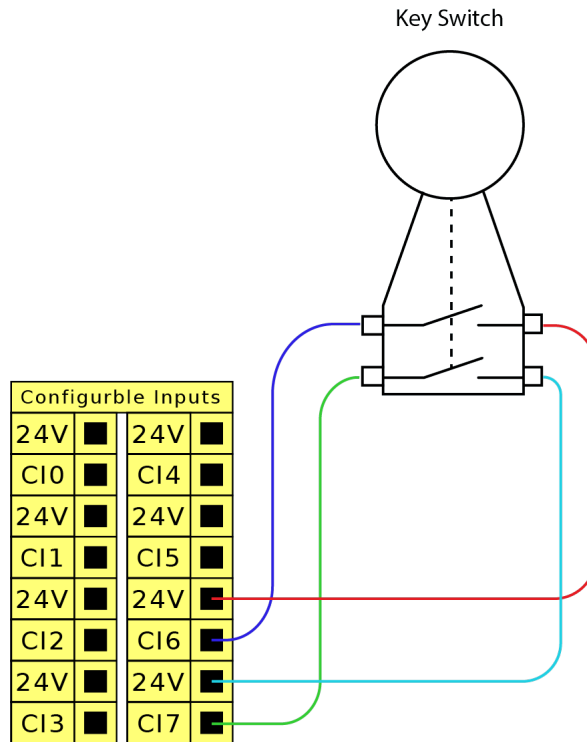 Key Switch
Configurble Inputs
24V 24V
CI0 CI4
24V 24V
CI1 CI5
24V 24V
CI2 CI6
24V 24V
CI3 CI7